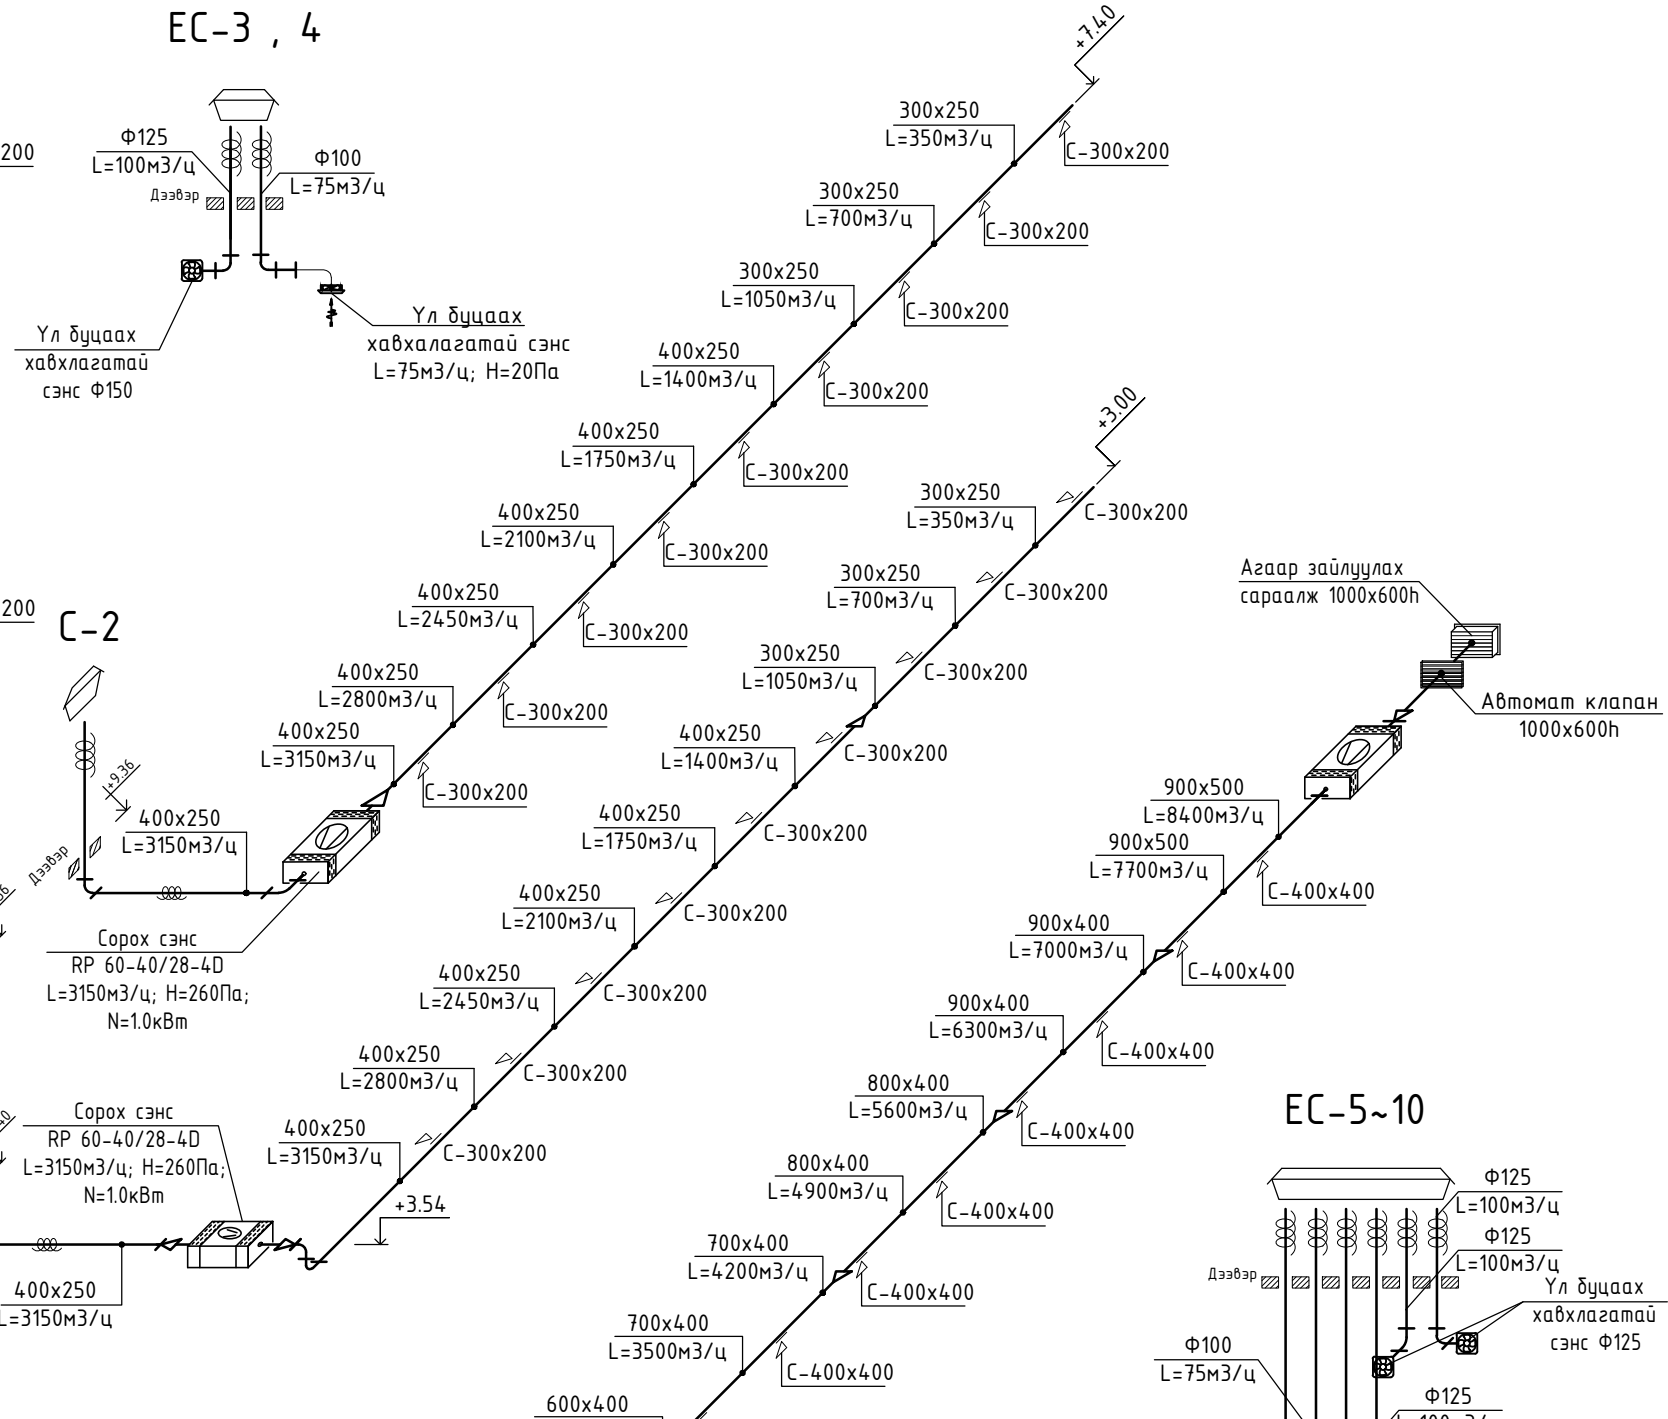 ЕС-3 , 4
200
Ф125
L=100м3/ц
Ф100
L=75м3/ц
Дээвэр
Үл буцаах
хавхлагатай
сэнс Ф150
Үл буцаах
хавхалагатай сэнс
L=75м3/ц; H=20Па
+7.40
300x250
L=350м3/ц
С-300x200
300x250
L=700м3/ц
С-300x200
300x250
L=1050м3/ц
С-300x200
400x250
L=1400м3/ц
С-300x200
400x250
L=1750м3/ц
С-300x200
400x250
L=2100м3/ц
С-300x200
400x250
L=2450м3/ц
С-300x200
400x250
L=2800м3/ц
С-300x200
400x250
L=3150м3/ц
С-300x200
200
С-2
+9.36
Дээвэр
400x250
L=3150м3/ц
Сорох сэнс
RP 60-40/28-4D
L=3150м3/ц; H=260Па;
N=1.0кВт
+3.00
300x250
L=350м3/ц
С-300x200
300x250
L=700м3/ц
С-300x200
300x250
L=1050м3/ц
С-300x200
400x250
L=1400м3/ц
С-300x200
400x250
L=1750м3/ц
С-300x200
400x250
L=2100м3/ц
С-300x200
400x250
L=2450м3/ц
С-300x200
400x250
L=2800м3/ц
С-300x200
400x250
L=3150м3/ц
С-300x200
+3.54
Сорох сэнс
RP 60-40/28-4D
L=3150м3/ц; H=260Па;
N=1.0кВт
400x250
L=3150м3/ц
Агаар зайлуулах
сараалж 1000x600h
Автомат клапан
1000x600h
900x500
L=8400м3/ц
С-400x400
900x500
L=7700м3/ц
С-400x400
900x400
L=7000м3/ц
С-400x400
900x400
L=6300м3/ц
С-400x400
800x400
L=5600м3/ц
С-400x400
800x400
L=4900м3/ц
С-400x400
700x400
L=4200м3/ц
С-400x400
700x400
L=3500м3/ц
600x400
ЕС-5~10
Ф125
L=100м3/ц
Ф125
L=100м3/ц
Дээвэр
Үл буцаах
хавхлагатай
сэнс Ф125
Ф100
L=75м3/ц
Ф125